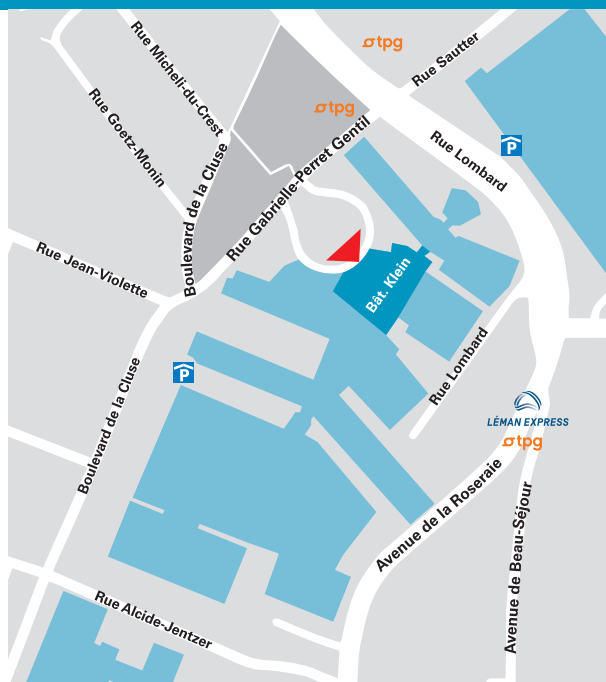 tpg
Rue Micheli-du-Crest
Rue Sautter
Rue Goetz-Monin
tpg
P
Rue Lombard
Boulevard de la Cluse
Rue Gabrielle-Perret Gentil
Rue Jean-Violette
Bât. Klein
P
Rue Lombard
Boulevard de la Cluse
LÉMAN EXPRESS
tpg
Avenue de la Roseraie
Avenue de Beau-Séjour
Rue Alcide-Jentzer